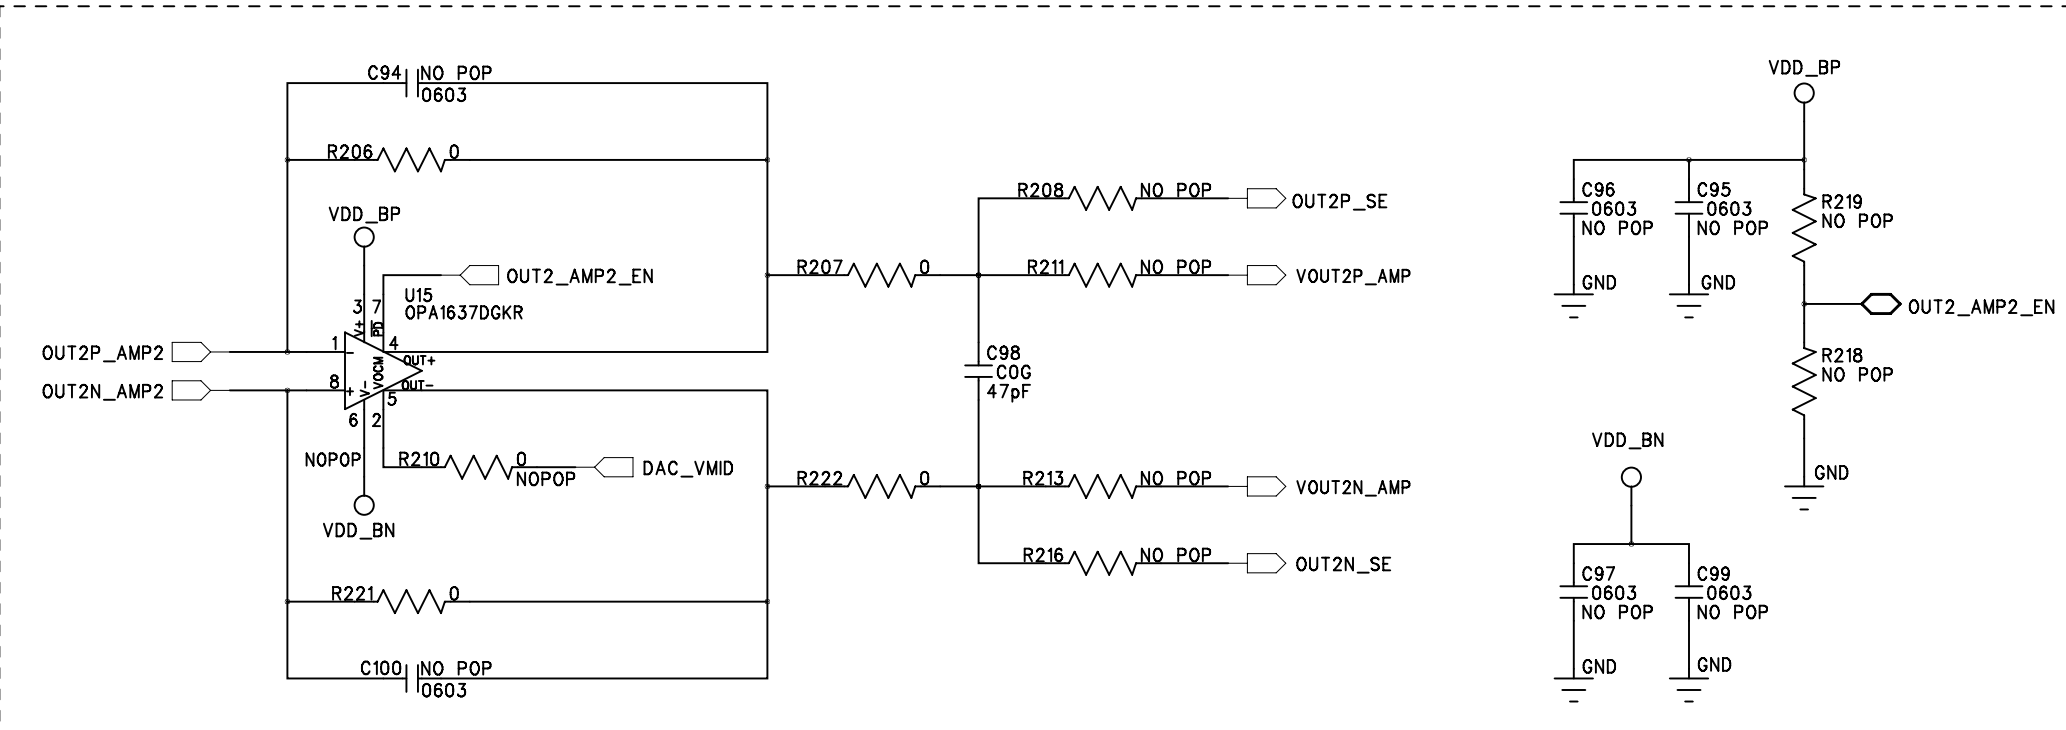 C94 NO POP
0603
R206 0
VDD_BP
OUT2_AMP2_EN
U15
OPA1637DGKR
3 7
V+ PD
OUT2P_AMP2
1 - 4
OUT+
VOCM
OUT2N_AMP2
8 + V- OUT-
5
6 2
NOPOP
R210 0
NOPOP
DAC_VMID
VDD_BN
R221 0
C100 NO POP
0603
R207 0
R222 0
R208 NO POP
OUT2P_SE
R211 NO POP
VOUT2P_AMP
C98
C0G
47pF
R213 NO POP
VOUT2N_AMP
R216 NO POP
OUT2N_SE
VDD_BP
C96
0603
NO POP
GND
C95
0603
NO POP
GND
R219
NO POP
OUT2_AMP2_EN
R218
NO POP
GND
VDD_BN
C97
0603
NO POP
GND
C99
0603
NO POP
GND